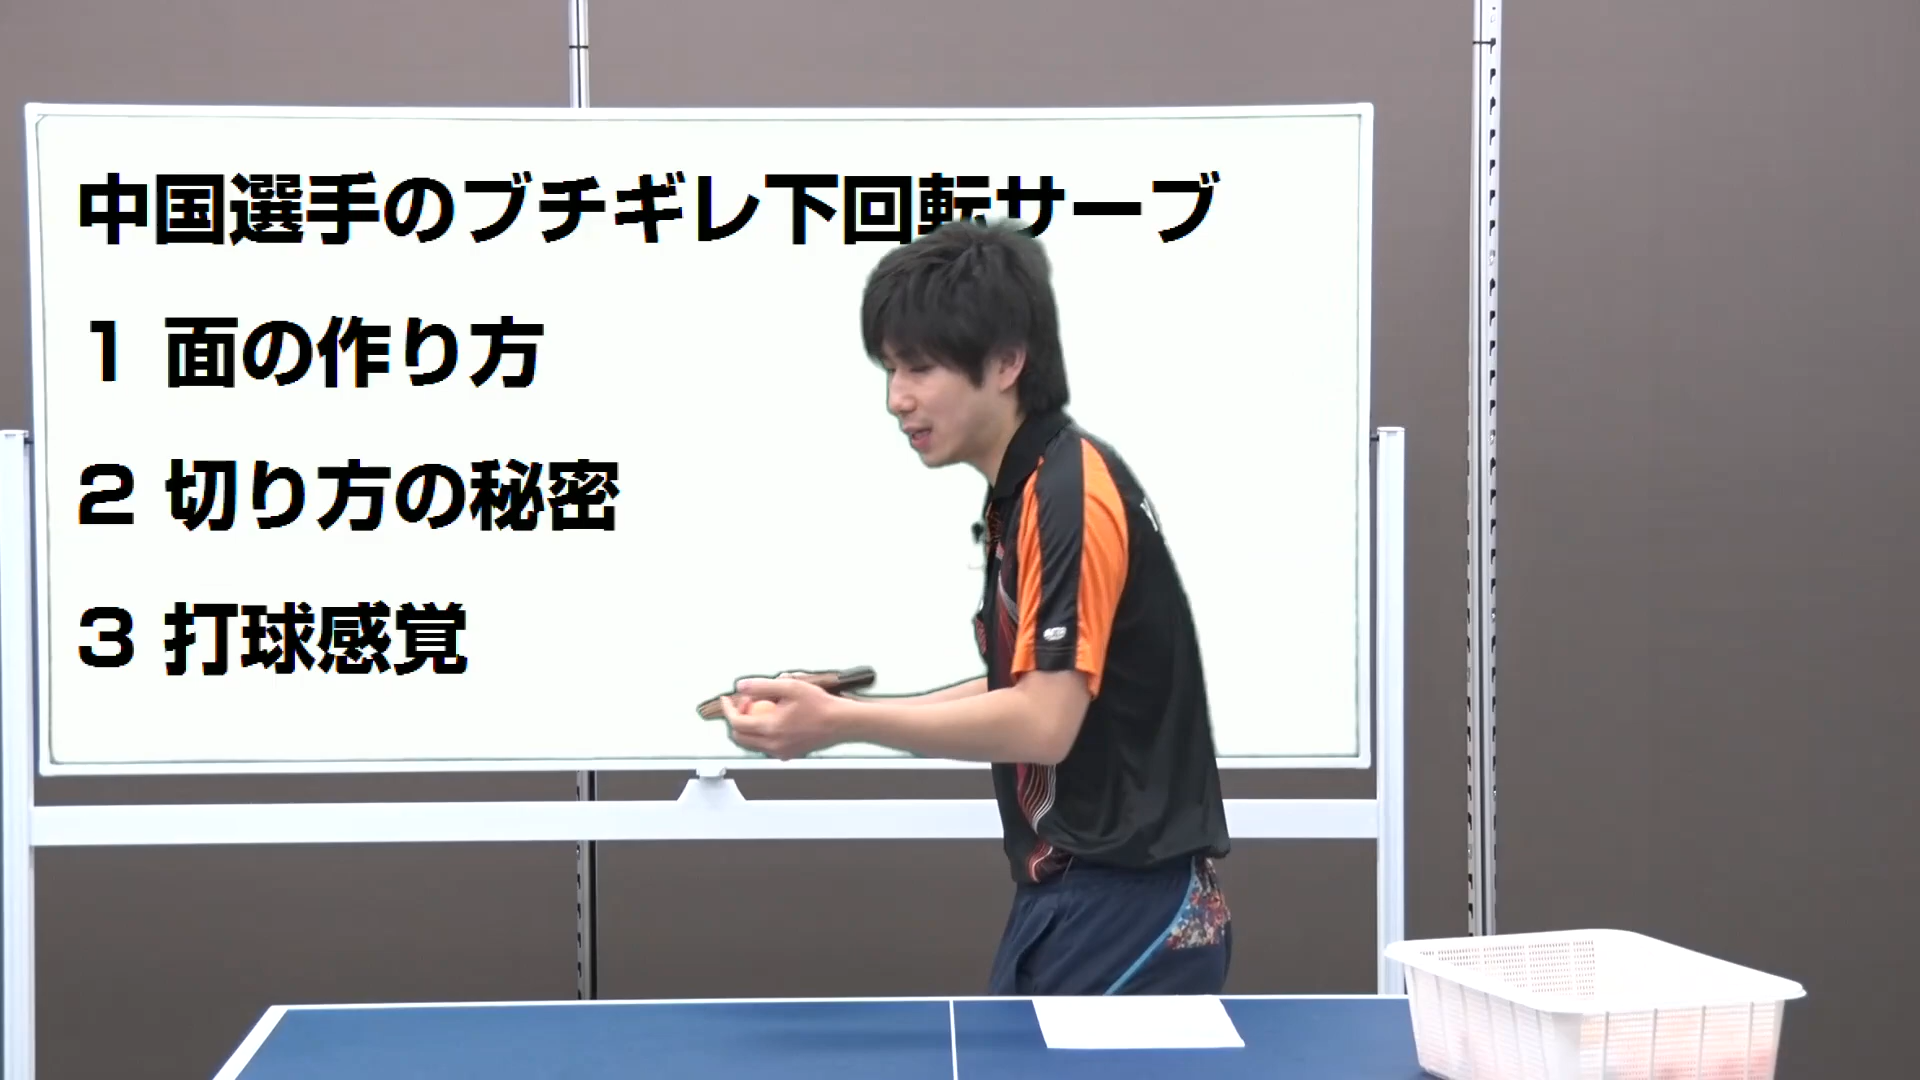 中国選手のブチギレ下回転サーブ
1 面の作り方
2 切り方の秘密
3 打球感覚